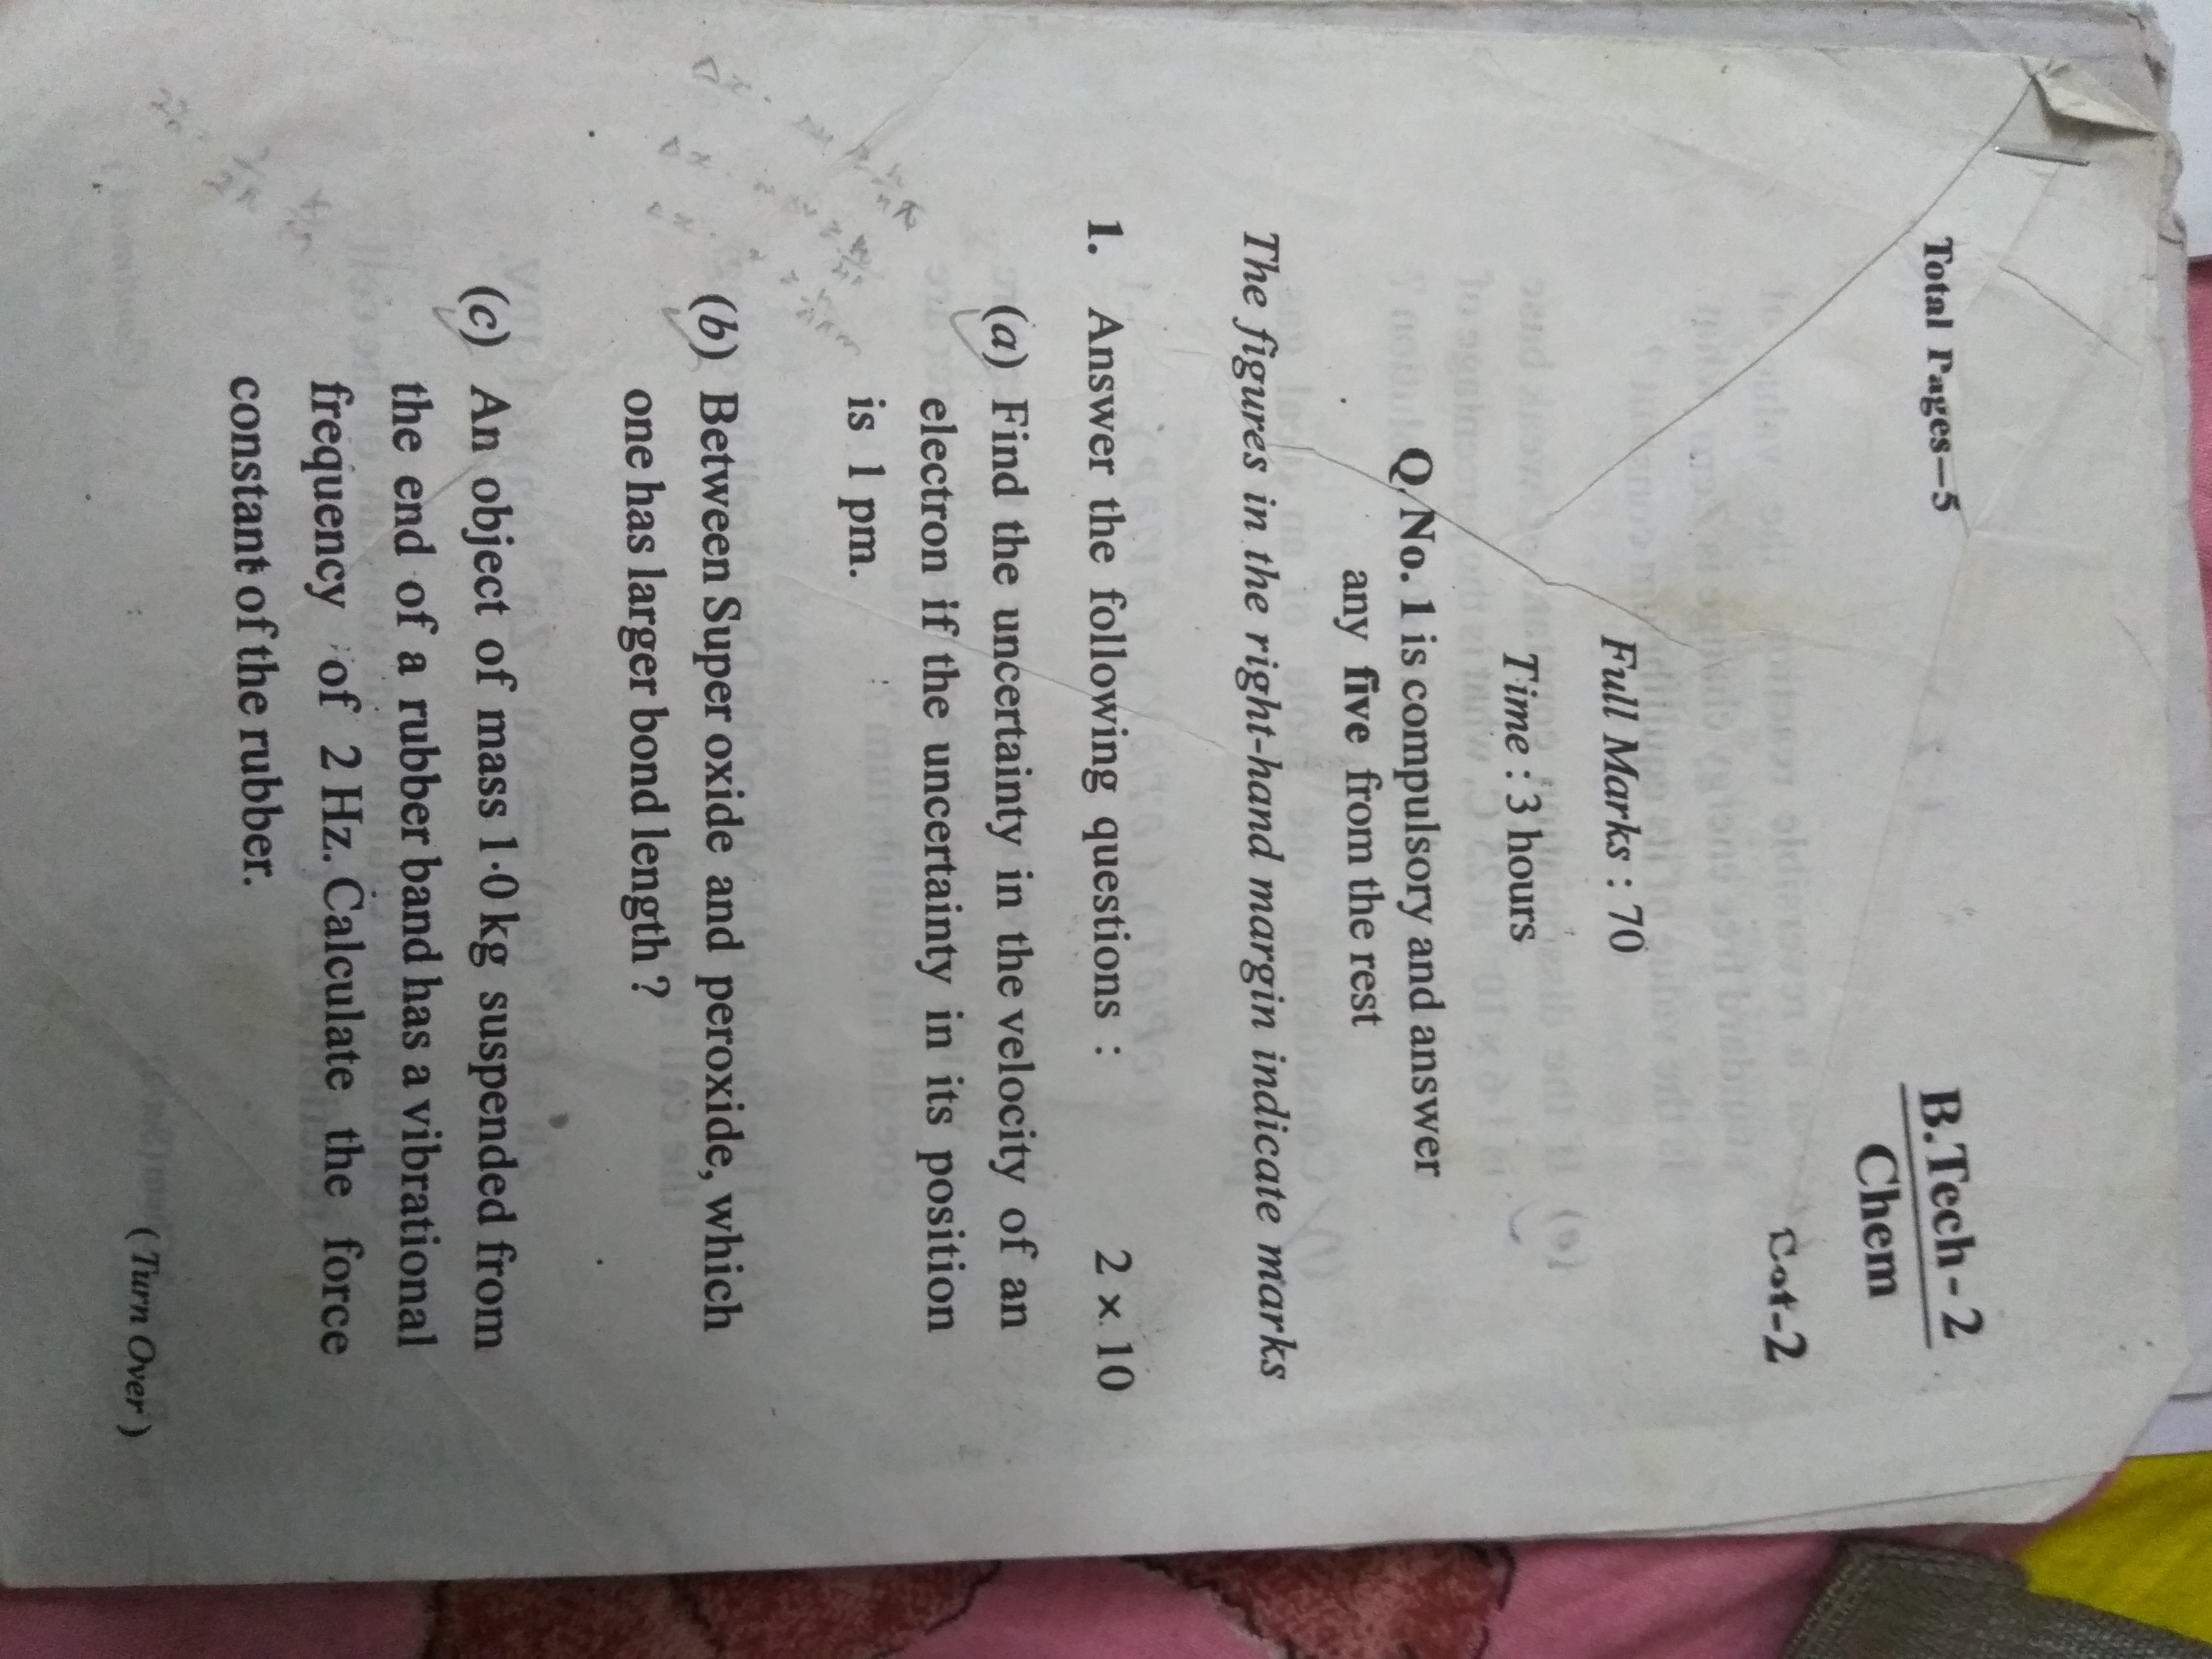 Total Pages—5
B.Tech-2
Chem
Cot-2
Full Marks : 70
Time : 3 hours
Q. No. 1 is compulsory and answer
any five from the rest
The figures in the right-hand margin indicate marks
1. Answer the following questions : 2 × 10
(a) Find the uncertainty in the velocity of an
electron if the uncertainty in its position
is 1 pm.
(b) Between Super oxide and peroxide, which
one has larger bond length ?
(c) An object of mass 1·0 kg suspended from
the end of a rubber band has a vibrational
frequency of 2 Hz. Calculate the force
constant of the rubber.
( Turn Over )